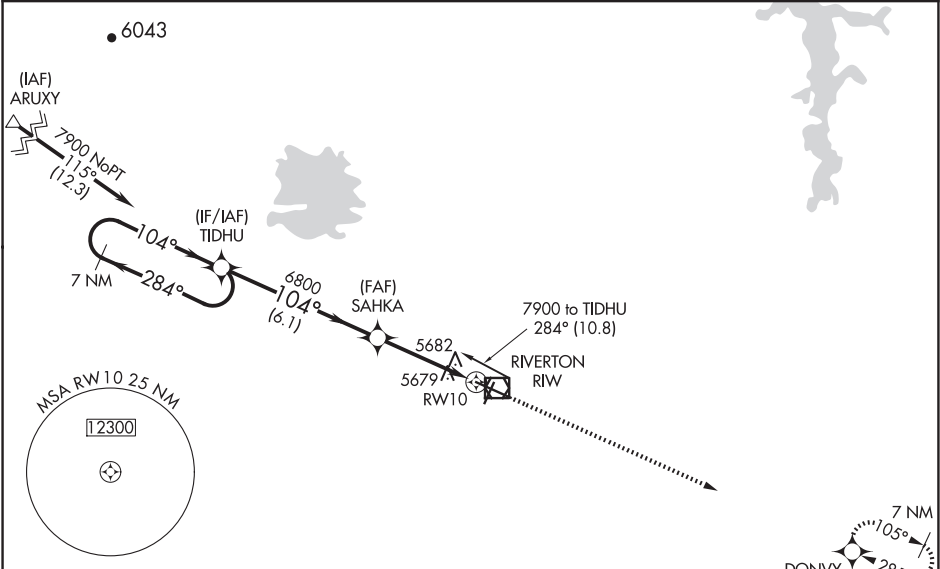 6043
(IAF)
ARUXY
7900 NoPT
115°
(12.3)
(IF/IAF)
TIDHU
104°
7 NM
284°
6800
104°
(6.1)
(FAF)
SAHKA
7900 to TIDHU
284° (10.8)
5682
5679
RW10
RIVERTON
RIW
MSA RW10 25 NM
12300
7 NM
105°